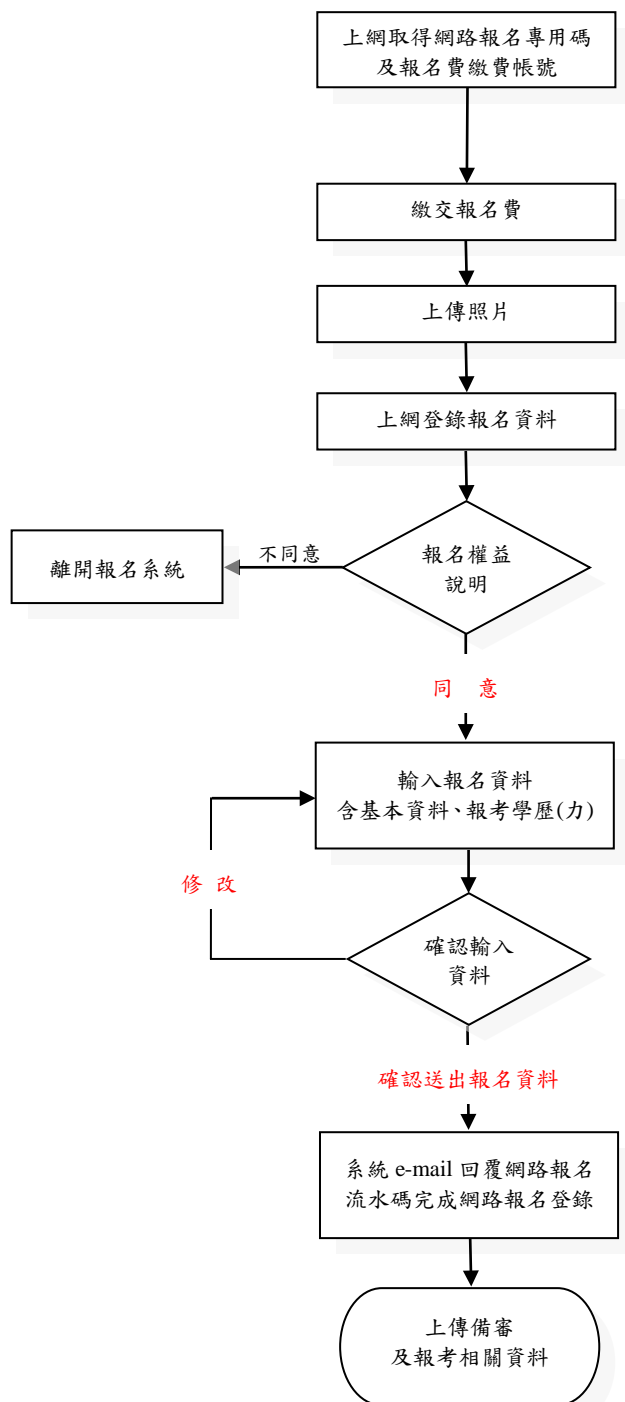 上網取得網路報名專用碼
及報名費繳費帳號
繳交報名費
上傳照片
上網登錄報名資料
報名權益
說明
不同意
離開報名系統
同 意
輸入報名資料
含基本資料、報考學歷(力)
修 改
確認輸入
資料
確認送出報名資料
系統 e-mail 回覆網路報名
流水碼完成網路報名登錄
上傳備審
及報考相關資料